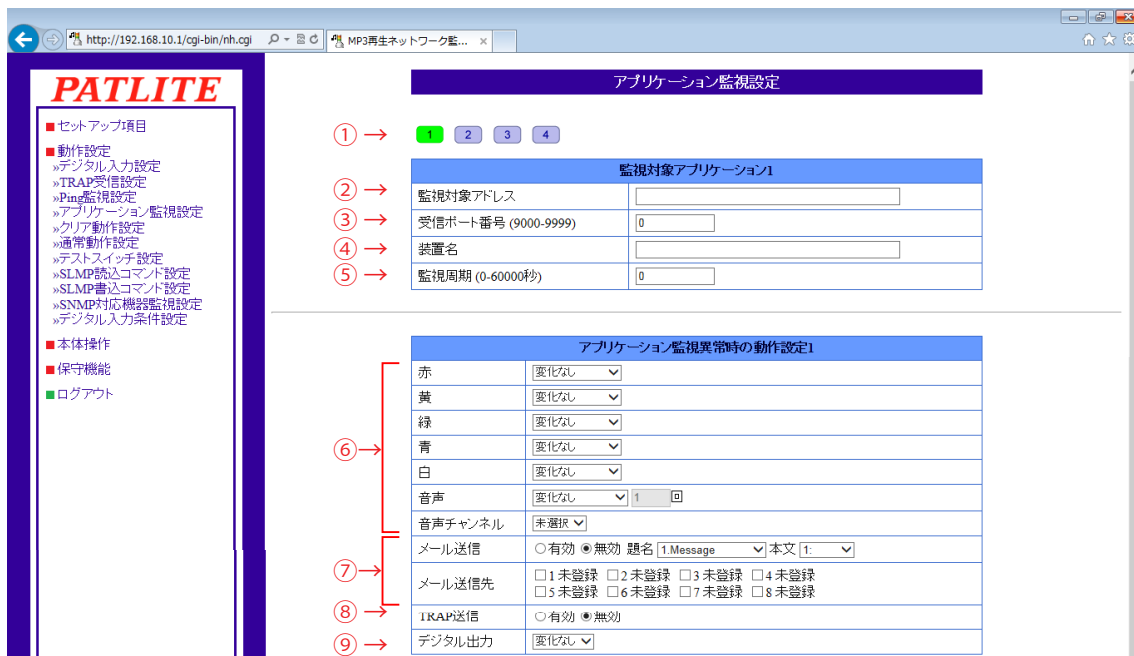 http://192.168.10.1/cgi-bin/nh.cgi
MP3再生ネットワーク監... ×
PATLITE
■セットアップ項目
■動作設定
»デジタル入力設定
»TRAP受信設定
»Ping監視設定
»アプリケーション監視設定
»クリア動作設定
»通常動作設定
»テストスイッチ設定
»SLMP読込コマンド設定
»SLMP書込コマンド設定
»SNMP対応機器監視設定
»デジタル入力条件設定
■本体操作
■保守機能
■ログアウト
アプリケーション監視設定
① → 1 2 3 4
監視対象アプリケーション1
② → 監視対象アドレス
③ → 受信ポート番号 (9000-9999) 0
④ → 装置名
⑤ → 監視周期 (0-60000秒) 0
アプリケーション監視異常時の動作設定1
赤 変化なし
黄 変化なし
緑 変化なし
⑥→ 青 変化なし
白 変化なし
音声 変化なし 1 回
音声チャンネル 未選択
メール送信 ○有効 ◉無効 題名 1.Message 本文 1:
⑦→ メール送信先 □1 未登録 □2 未登録 □3 未登録 □4 未登録
□5 未登録 □6 未登録 □7 未登録 □8 未登録
⑧ → TRAP送信 ○有効 ◉無効
⑨ → デジタル出力 変化なし